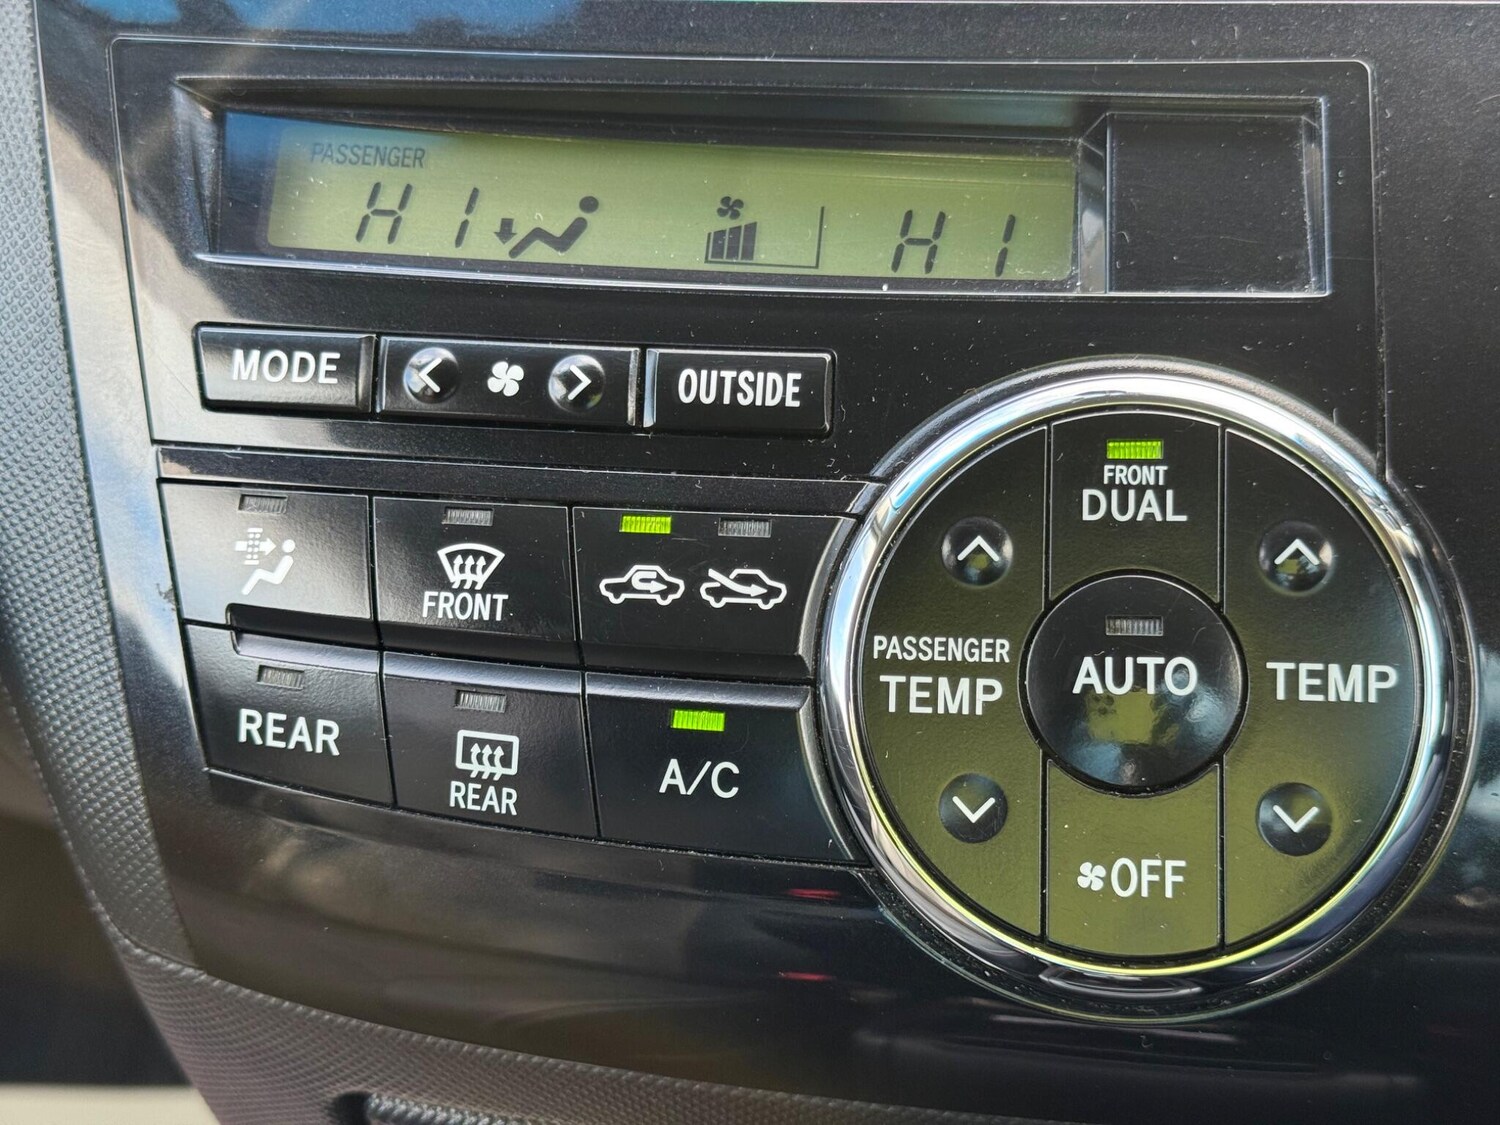 PASSENGER
HI HI
MODE OUTSIDE
FRONT
DUAL
FRONT
PASSENGER
TEMP
AUTO
TEMP
REAR
REAR
A/C
OFF